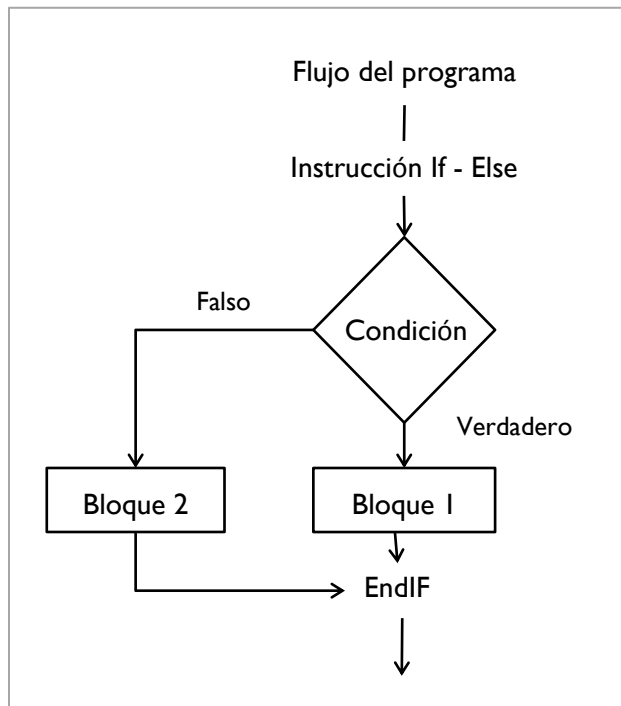 Flujo del programa
Instrucción If - Else
Falso
Condición
Verdadero
Bloque 2
Bloque 1
EndIF